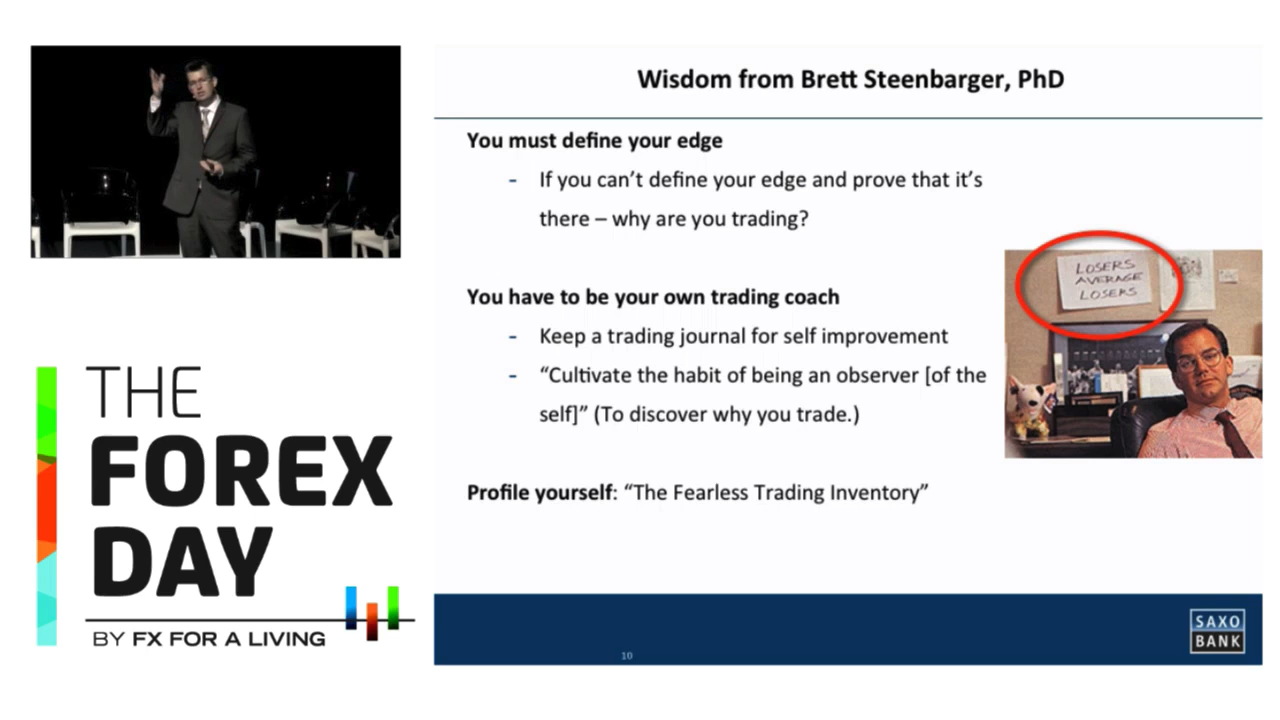 Wisdom from Brett Steenbarger, PhD
You must define your edge
- If you can’t define your edge and prove that it’s
there – why are you trading?
You have to be your own trading coach
- Keep a trading journal for self improvement
- “Cultivate the habit of being an observer [of the
self]” (To discover why you trade.)
Profile yourself: “The Fearless Trading Inventory”
LOSERS
AVERAGE
LOSERS
THE
FOREX
DAY
BY FX FOR A LIVING
10
SAXO
BANK